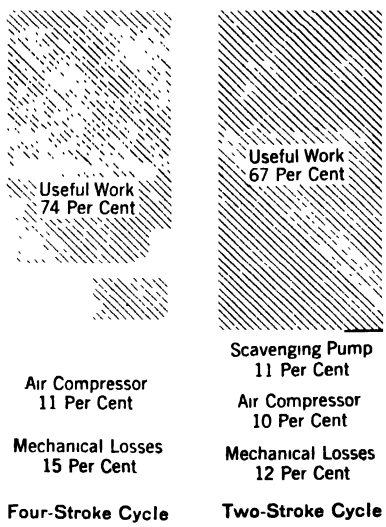 Useful Work
74 Per Cent
Air Compressor
11 Per Cent
Mechanical Losses
15 Per Cent
Four-Stroke Cycle
Useful Work
67 Per Cent
Scavenging Pump
11 Per Cent
Air Compressor
10 Per Cent
Mechanical Losses
12 Per Cent
Two-Stroke Cycle